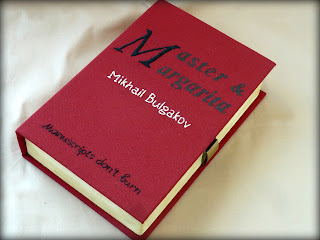 Master &
Margarita
Mikhail Bulgakov
Manuscripts don't burn